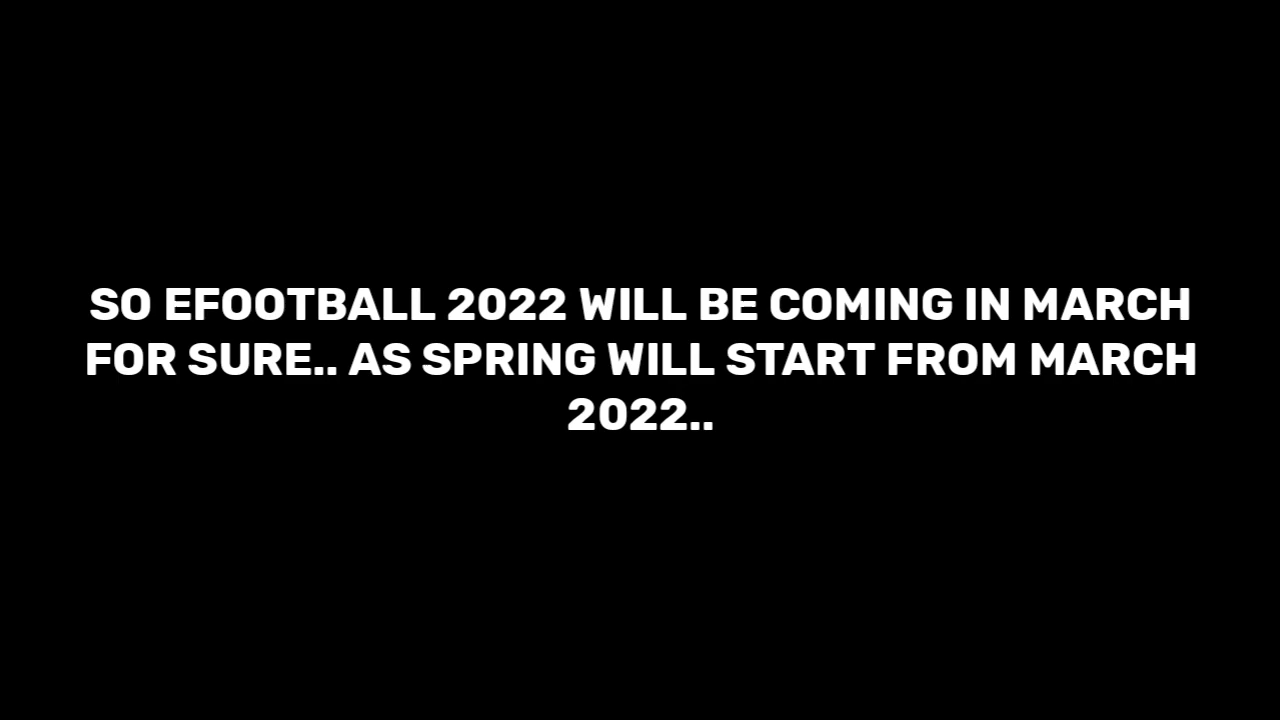 SO EFOOTBALL 2022 WILL BE COMING IN MARCH
FOR SURE.. AS SPRING WILL START FROM MARCH
2022..